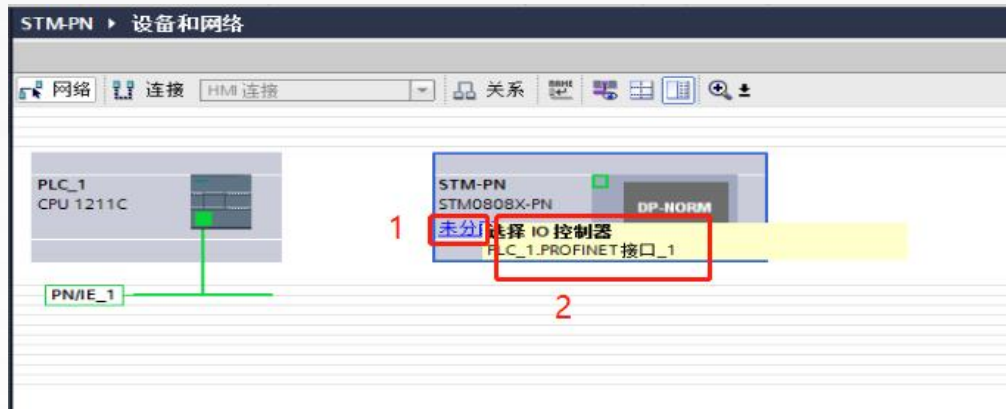 STM-PN ▸ 设备和网络
网络 连接 HMI 连接 关系
PLC_1
CPU 1211C
STM-PN
STM0808X-PN
DP-NORM
1
未分
选择 IO 控制器
PLC_1.PROFINET接口_1
PN/IE_1
2